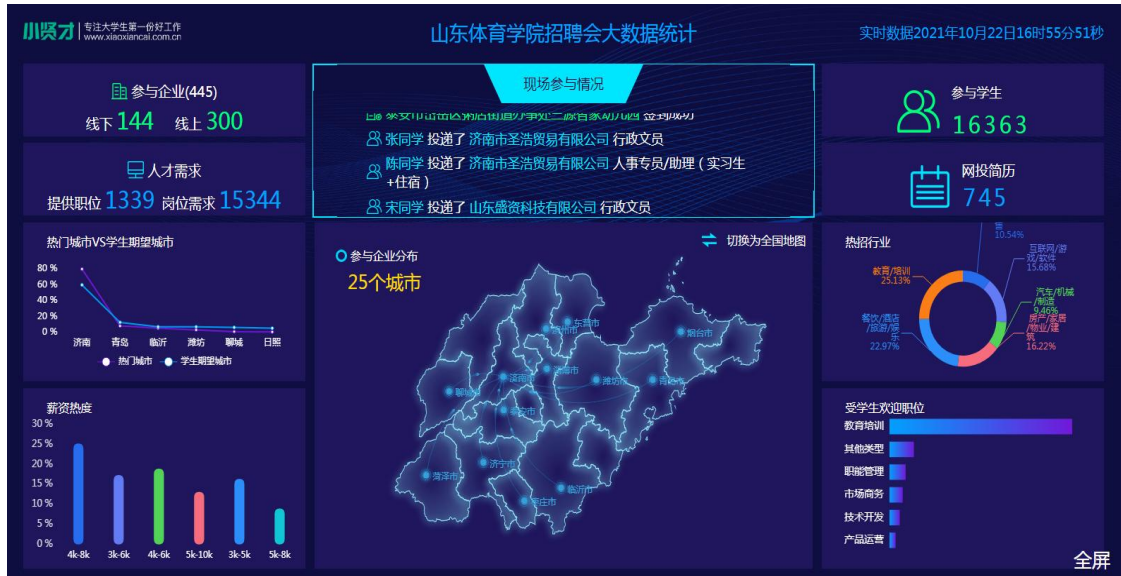 小贤才 专注大学生第一份好工作
www.xiaoxiancai.com.cn
山东体育学院招聘会大数据统计
实时数据2021年10月22日16时55分51秒
参与企业(445)
线下 144 线上 300
人才需求
提供职位 1339 岗位需求 15344
现场参与情况
签到成功
张同学 投递了 济南市圣浩贸易有限公司 行政文员
陈同学 投递了 济南市圣浩贸易有限公司 人事专员/助理 ( 实习生
+住宿 )
宋同学 投递了 山东盛资科技有限公司 行政文员
参与学生
16363
网投简历
745
热门城市VS学生期望城市
80 %
60 %
40 %
20 %
0 %
济南 青岛 临沂 潍坊 聊城 日照
热门城市 学生期望城市
薪资热度
30 %
25 %
20 %
15 %
10 %
5 %
0 %
4k-8k 3k-6k 4k-6k 5k-10k 3k-5k 5k-8k
参与企业分布
25个城市
切换为全国地图
东营市
滨州市
烟台市
济南市
淄博市
潍坊市
青岛市
聊城市
泰安市
济宁市
菏泽市
临沂市
枣庄市
热招行业
10.54%
互联网/游
戏/软件
15.68%
教育/培训
25.13%
汽车/机械
/制造
9.46%
餐饮/酒店
/旅游/娱
乐
22.97%
房产/家居
/物业/建
筑
16.22%
受学生欢迎职位
教育培训
其他类型
职能管理
市场商务
技术开发
产品运营
全屏